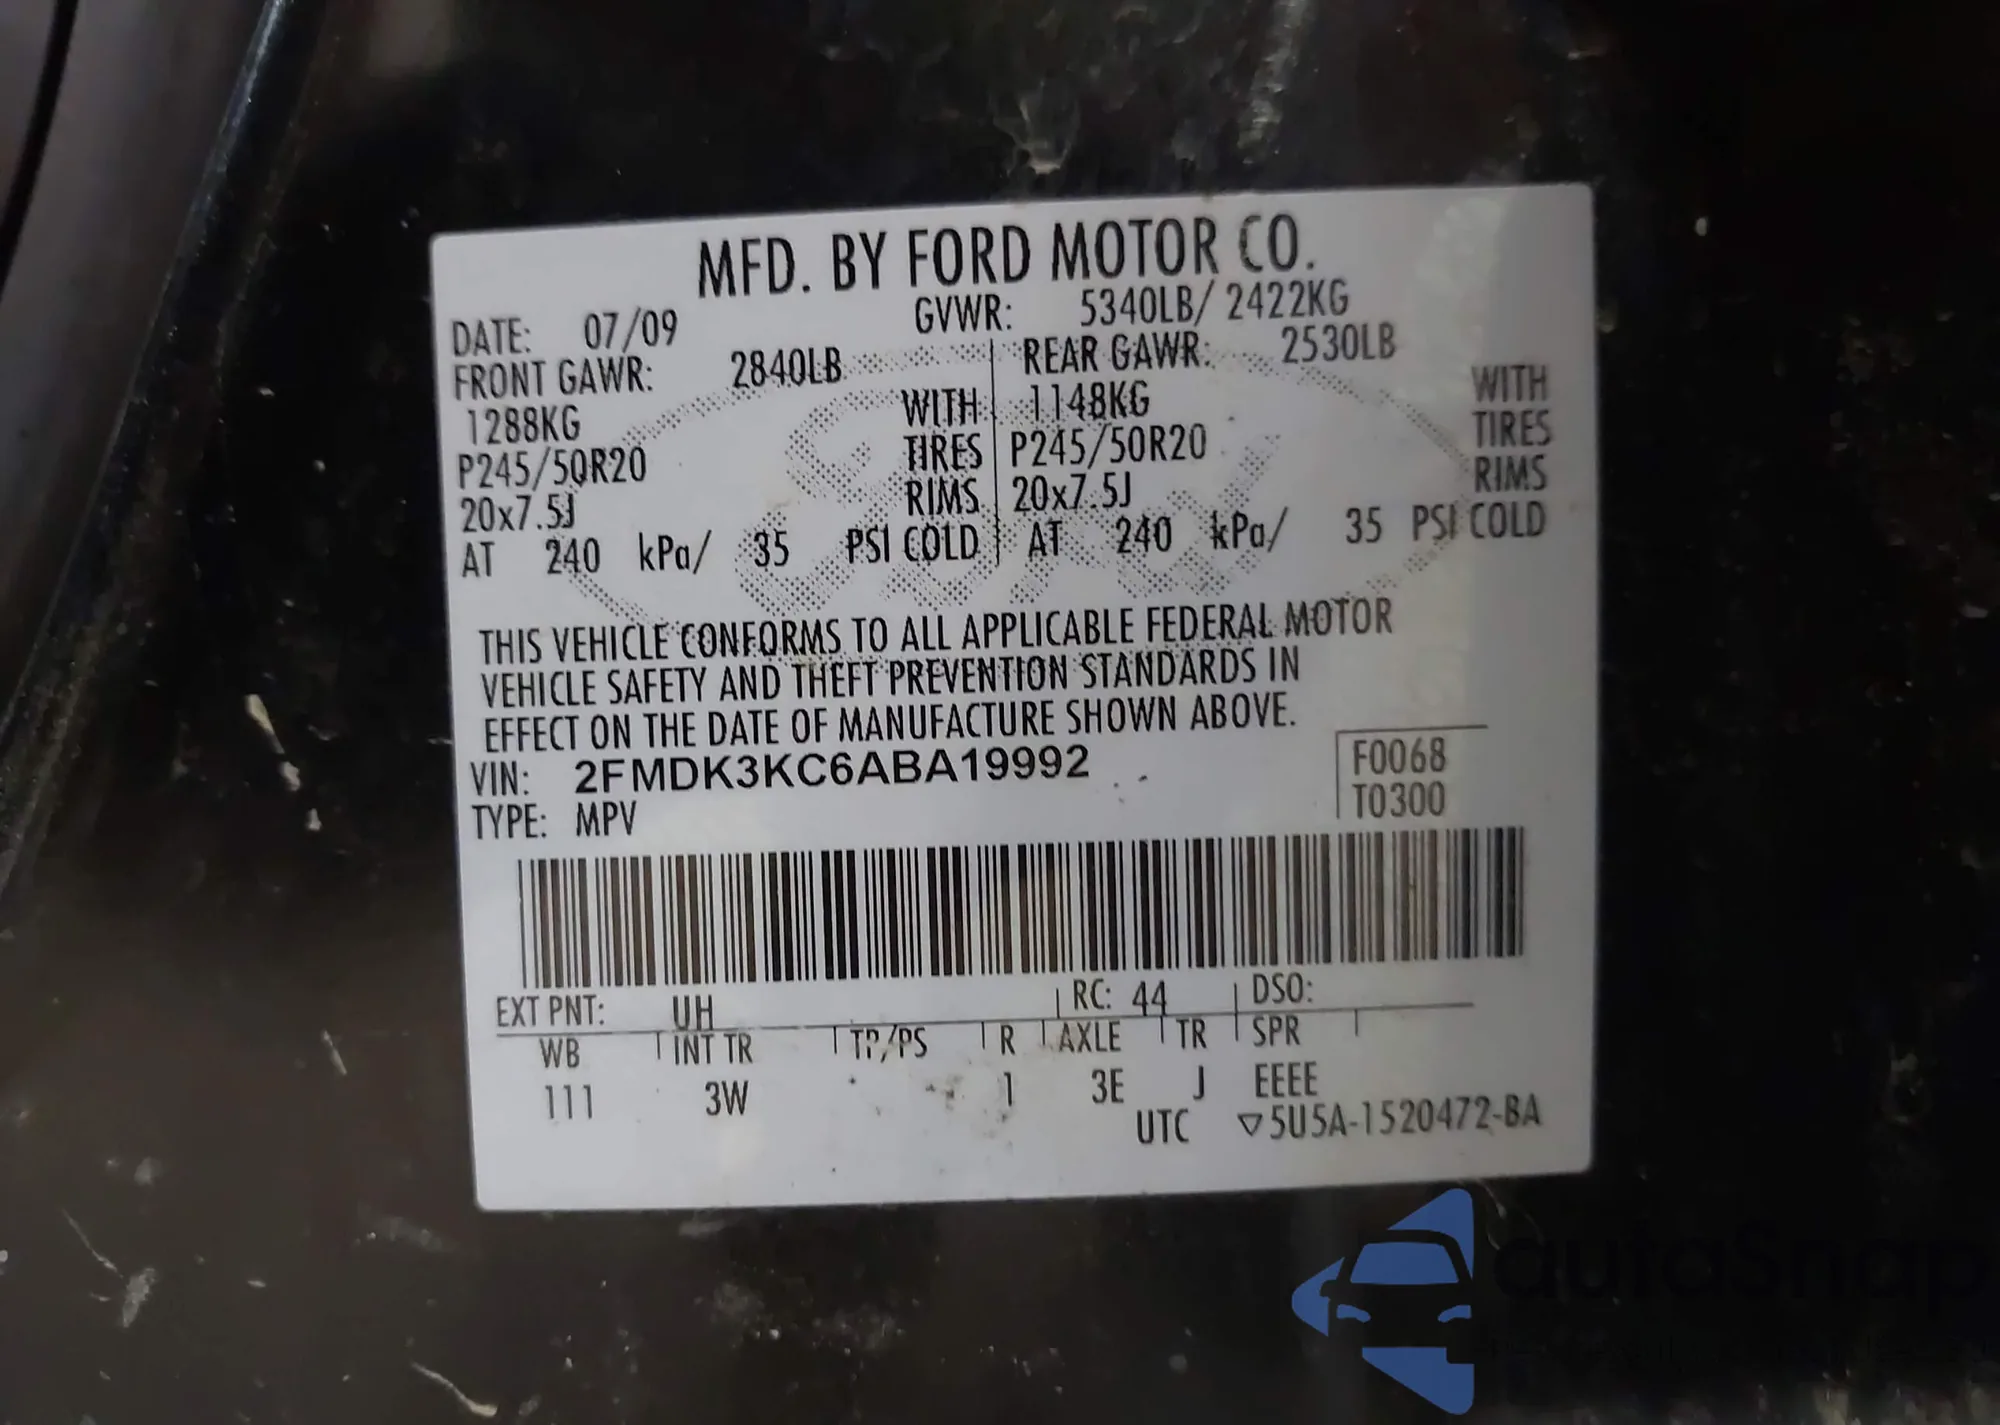 MFD. BY FORD MOTOR CO.
DATE: 07/09 GVWR: 5340LB/ 2422KG
FRONT GAWR: 2840LB REAR GAWR: 2530LB
1288KG WITH 1148KG WITH
P245/50R20 TIRES P245/50R20 TIRES
20x7.5J RIMS 20x7.5J RIMS
AT 240 kPa/ 35 PSI COLD AT 240 kPa/ 35 PSI COLD
THIS VEHICLE CONFORMS TO ALL APPLICABLE FEDERAL MOTOR
VEHICLE SAFETY AND THEFT PREVENTION STANDARDS IN
EFFECT ON THE DATE OF MANUFACTURE SHOWN ABOVE.
VIN: 2FMDK3KC6ABA19992 F0068
TYPE: MPV T0300
EXT PNT: UH RC: 44 DSO:
WB INT TR TP/PS R AXLE TR SPR
111 3W 1 3E J EEEE
UTC ▽5U5A-1520472-BA
autosnap